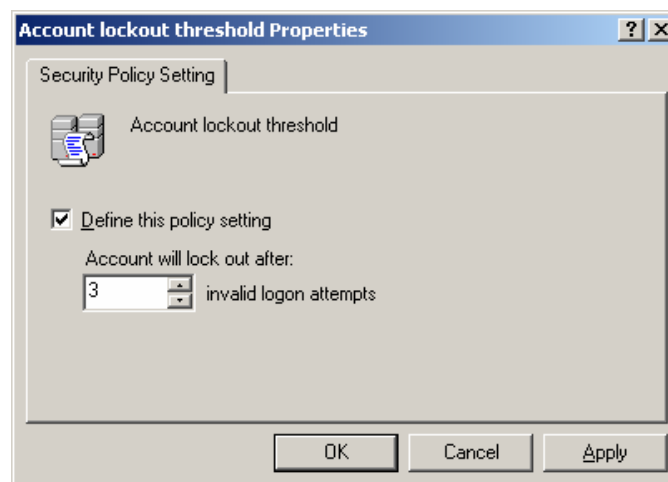 Account lockout threshold Properties
Security Policy Setting
Account lockout threshold
Define this policy setting
Account will lock out after:
3 invalid logon attempts
OK Cancel Apply